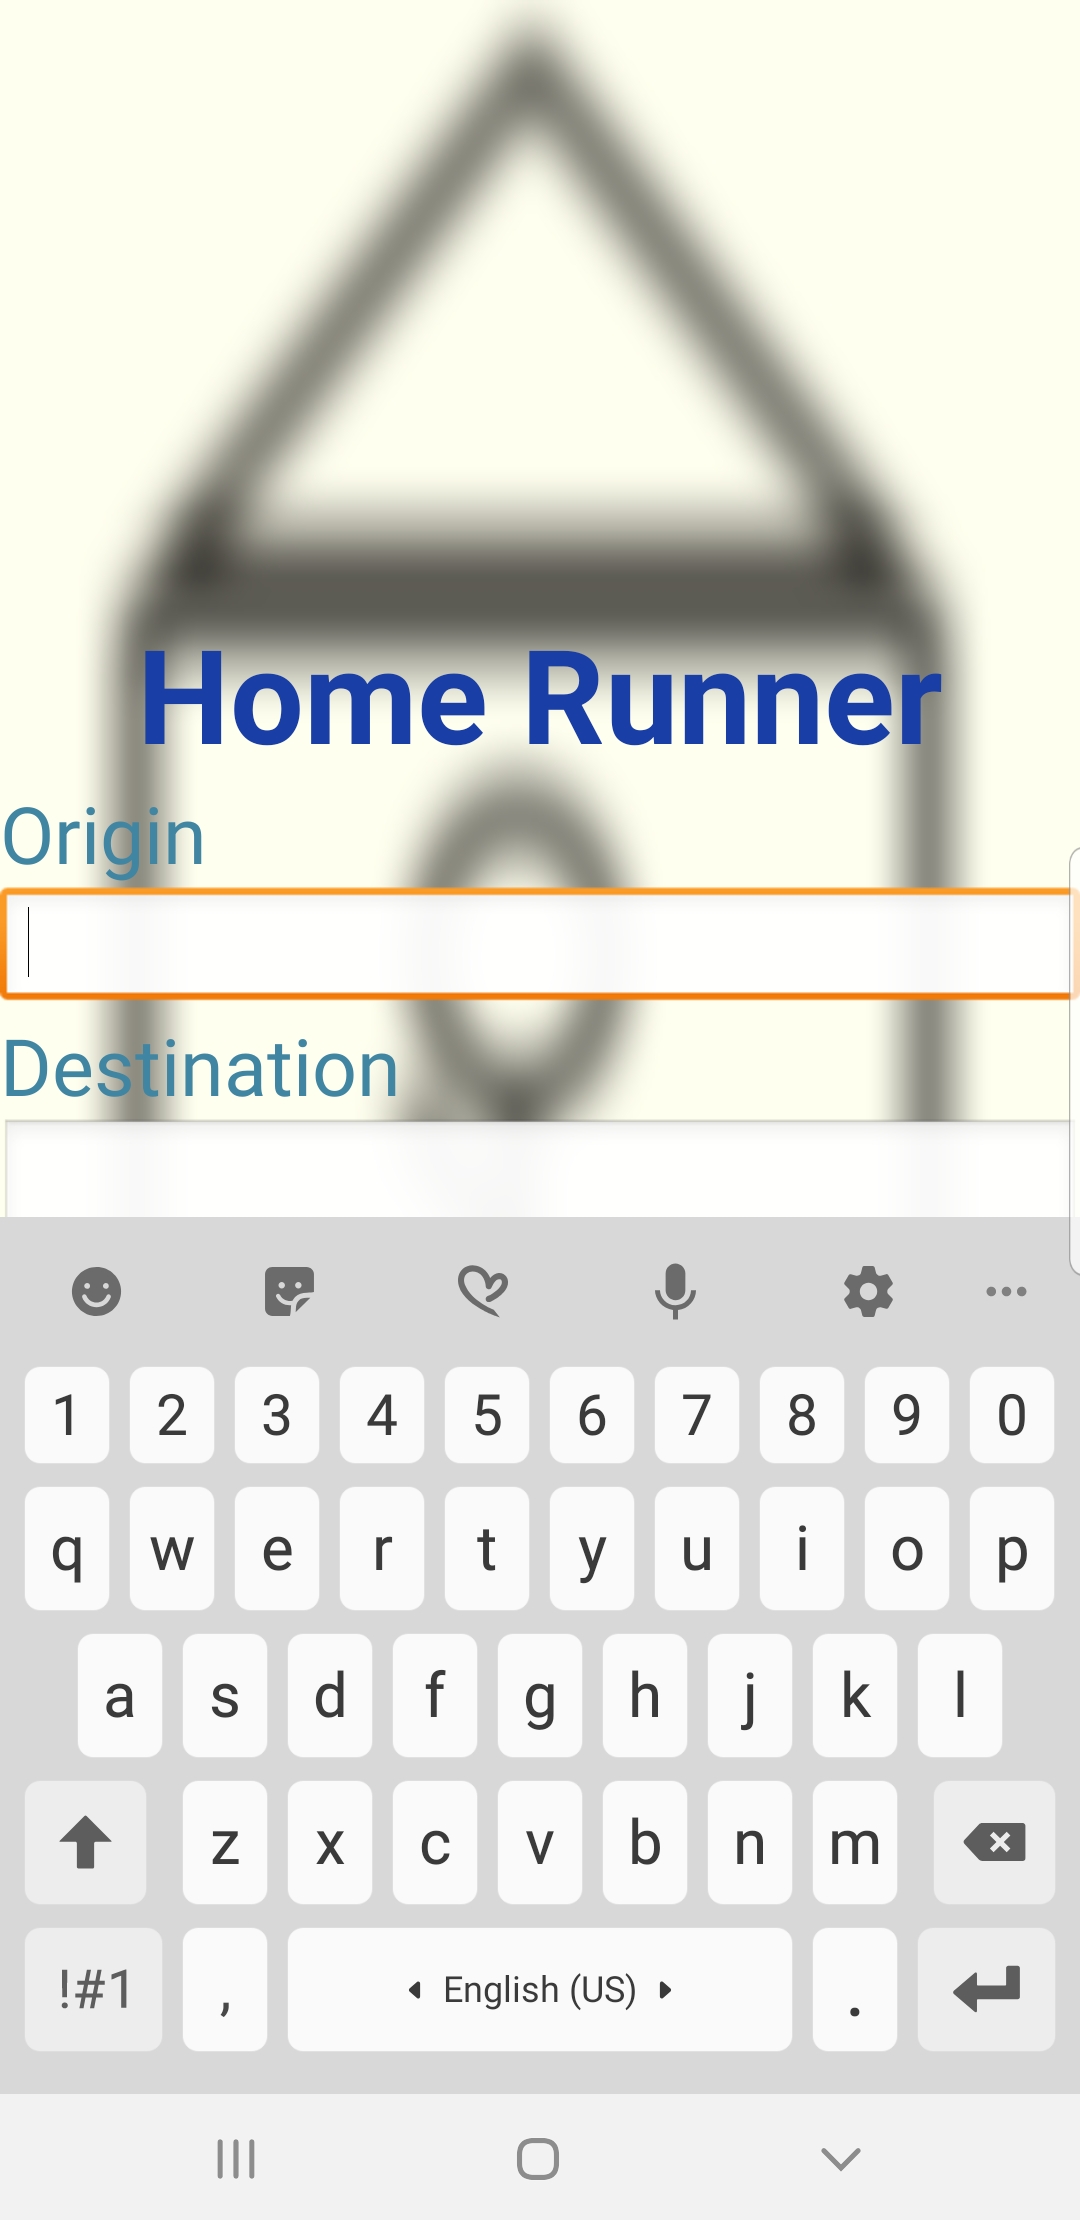 Home Runner
Origin
Destination
1 2 3 4 5 6 7 8 9 0
q w e r t y u i o p
a s d f g h j k l
z x c v b n m
!#1 , English (US) .